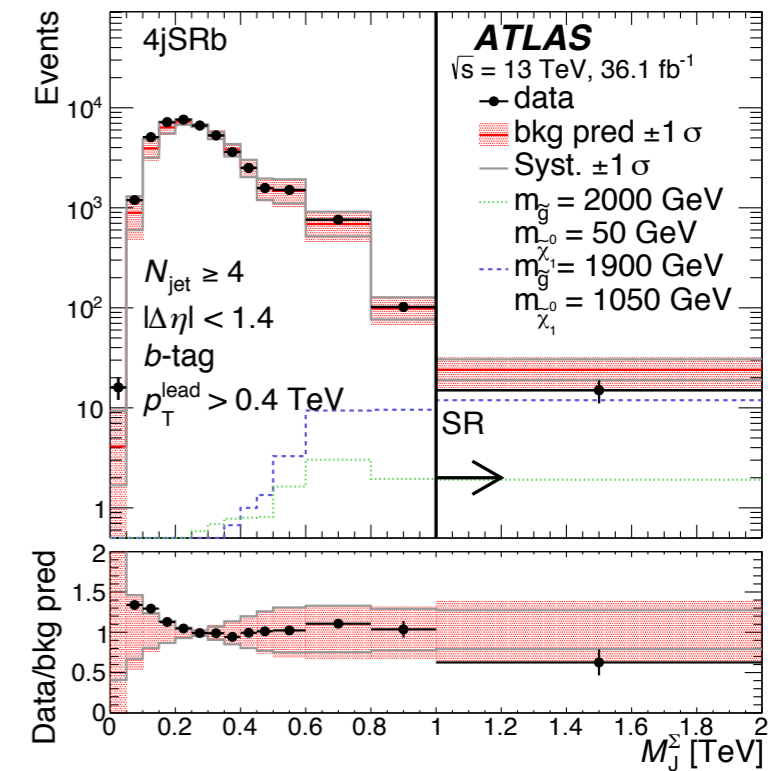 Events
10⁴
10³
10²
10
1
4jSRb
ATLAS
√s = 13 TeV, 36.1 fb⁻¹
data
bkg pred ±1 σ
Syst. ±1 σ
m_g̃ = 2000 GeV
m_χ̃₁⁰ = 50 GeV
m_g̃ = 1900 GeV
m_χ̃₁⁰ = 1050 GeV
N_jet ≥ 4
|Δη| < 1.4
b-tag
p_T^lead > 0.4 TeV
SR
Data/bkg pred
2
1.5
1
0.5
0
0 0.2 0.4 0.6 0.8 1 1.2 1.4 1.6 1.8 2
M_J^Σ [TeV]